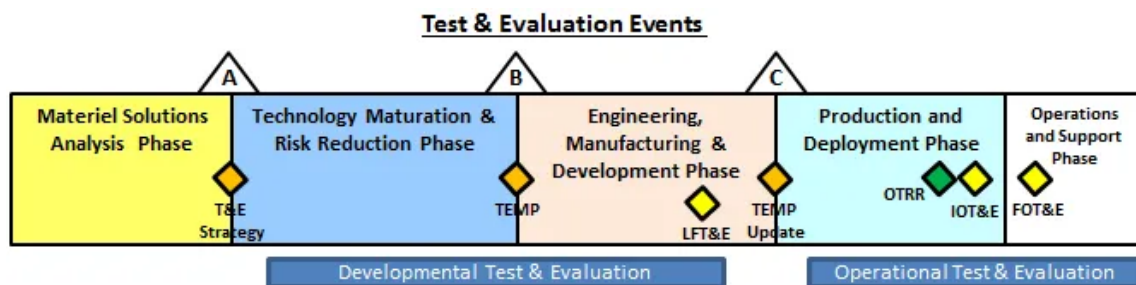 Test & Evaluation Events
A
B
C
Materiel Solutions
Analysis Phase
Technology Maturation &
Risk Reduction Phase
Engineering,
Manufacturing &
Development Phase
Production and
Deployment Phase
Operations
and Support
Phase
T&E
Strategy
TEMP
LFT&E
TEMP
Update
OTRR
IOT&E
FOT&E
Developmental Test & Evaluation
Operational Test & Evaluation